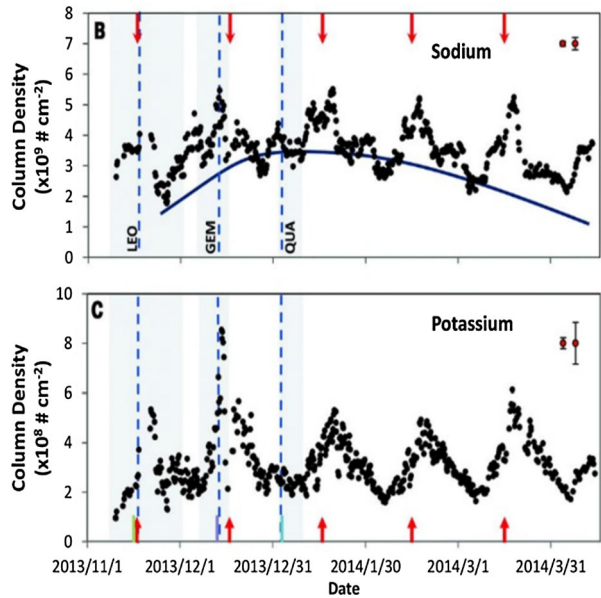 8
B
Sodium
7
6
5
4
3
2
1
0
Column Density
(x10⁹ # cm⁻²)
LEO
GEM
QUA
10
C
Potassium
8
6
4
2
0
Column Density
(x10⁸ # cm⁻²)
2013/11/1 2013/12/1 2013/12/31 2014/1/30 2014/3/1 2014/3/31
Date